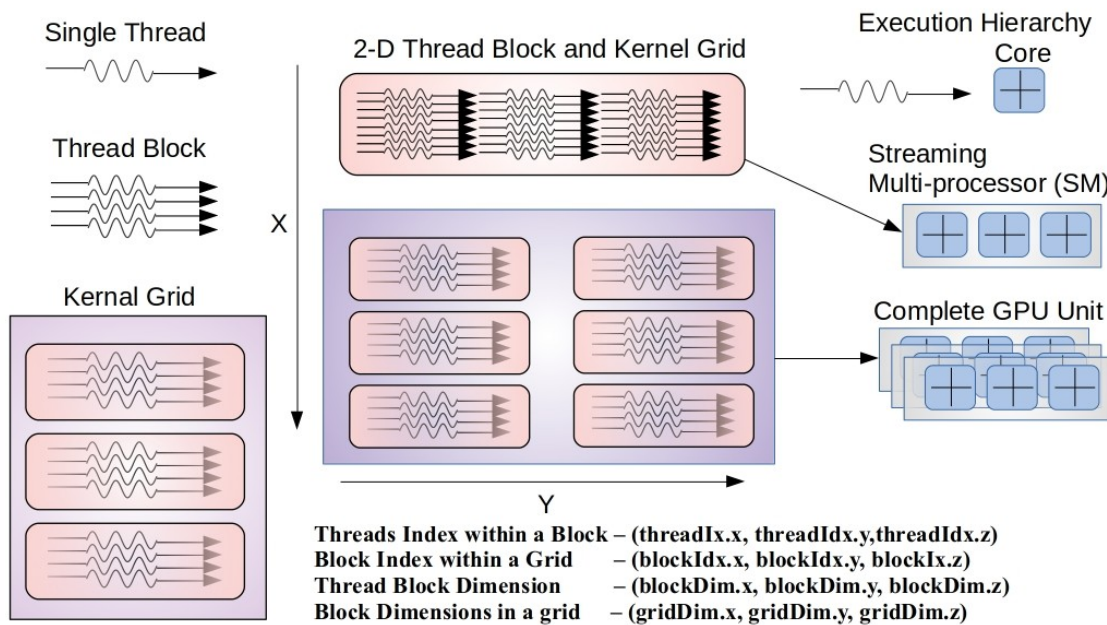 Single Thread
Thread Block
Kernal Grid
X
2-D Thread Block and Kernel Grid
Y
Execution Hierarchy
Core
Streaming
Multi-processor (SM)
Complete GPU Unit
Threads Index within a Block – (threadIx.x, threadIdx.y,threadIdx.z)
Block Index within a Grid – (blockIdx.x, blockIdx.y, blockIx.z)
Thread Block Dimension – (blockDim.x, blockDim.y, blockDim.z)
Block Dimensions in a grid – (gridDim.x, gridDim.y, gridDim.z)